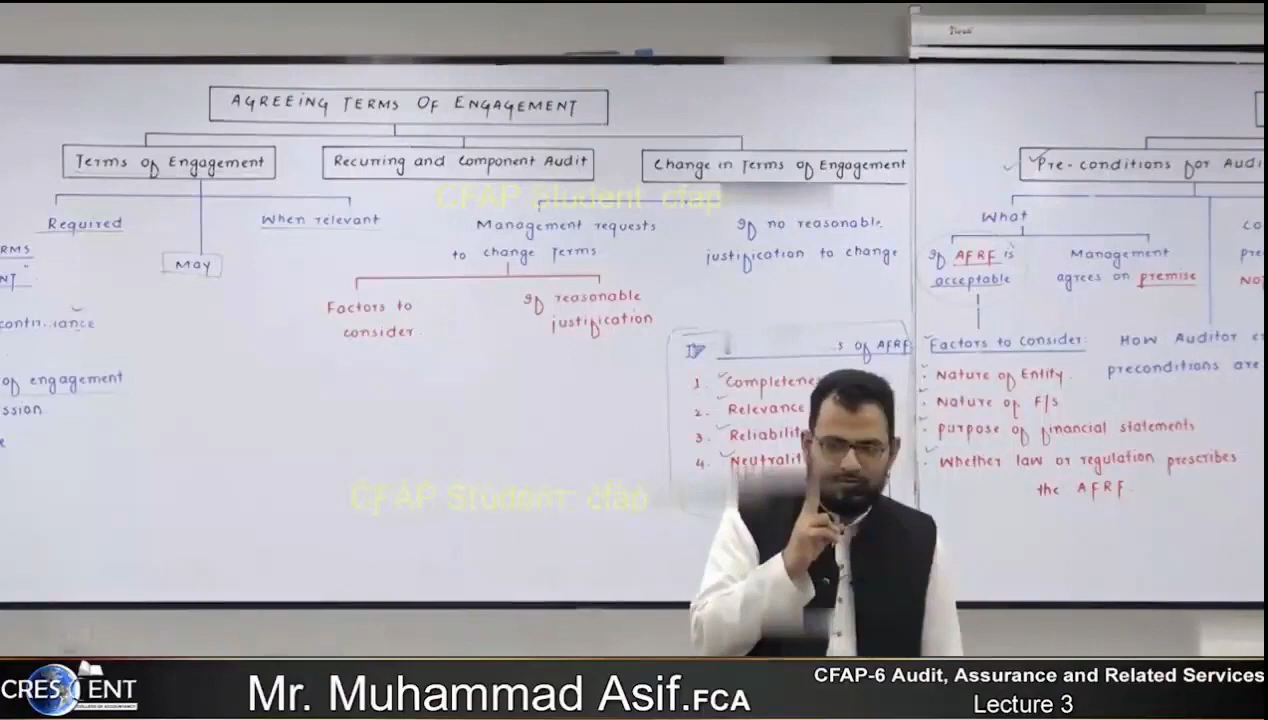 AGREEING TERMS OF ENGAGEMENT
Terms of Engagement
Recurring and Component Audit
Change in Terms of Engagement
Pre-conditions for Audi
Required
May
When relevant
Management requests
to change Terms
If no reasonable
justification to change
Factors to
consider
If reasonable
justification
RMS
NT"
of engagement
ssion
What
If AFRF is
acceptable
Management
agrees on premise
Factors to consider
Nature of Entity
Nature of F/s
Purpose of financial statements
Whether law or regulation prescribes
the AFRF.
How Auditor
preconditions are
s of AFRF
1. Completene
2. Relevance
3. Reliabilit
4. Neutralit
CFAP Student cfap
CFAP Student cfap
CRESCENT
COLLEGE OF ACCOUNTANCY
Mr. Muhammad Asif.FCA
CFAP-6 Audit, Assurance and Related Services
Lecture 3